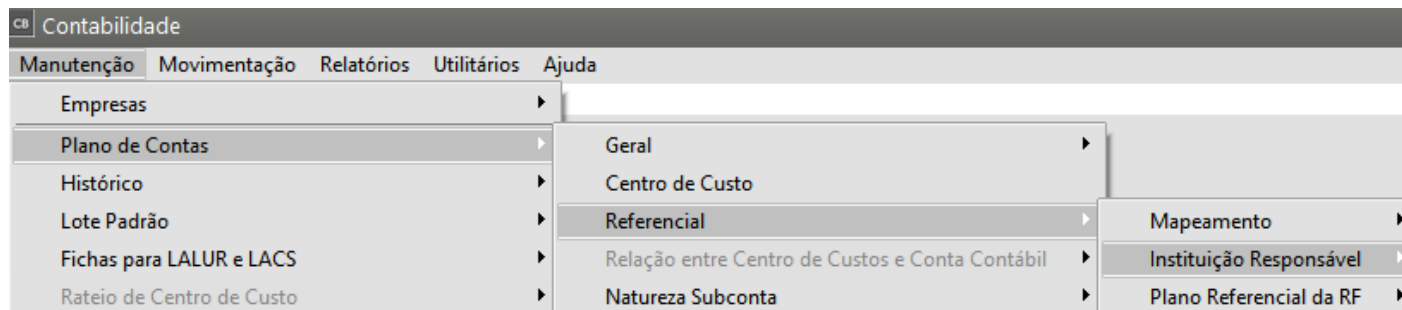 CB Contabilidade
Manutenção Movimentação Relatórios Utilitários Ajuda
Empresas
Plano de Contas
Histórico
Lote Padrão
Fichas para LALUR e LACS
Rateio de Centro de Custo
Geral
Centro de Custo
Referencial
Relação entre Centro de Custos e Conta Contábil
Natureza Subconta
Mapeamento
Instituição Responsável
Plano Referencial da RF